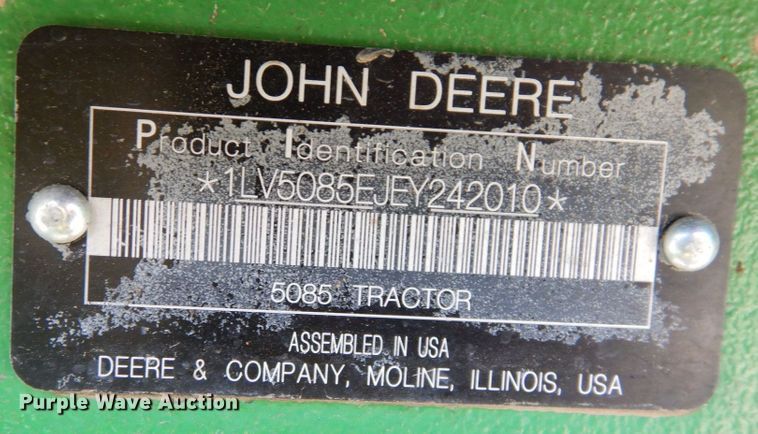 JOHN DEERE
Product Identification Number
*1LV5085EJEY242010*
5085 TRACTOR
ASSEMBLED IN USA
DEERE & COMPANY, MOLINE, ILLINOIS, USA
Purple Wave Auction